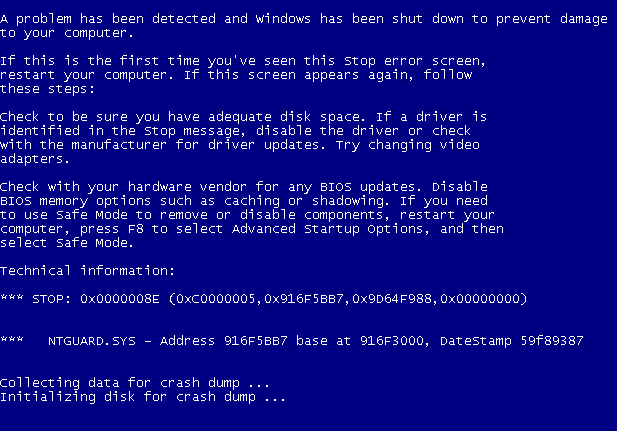 A problem has been detected and Windows has been shut down to prevent damage
to your computer.
If this is the first time you've seen this Stop error screen,
restart your computer. If this screen appears again, follow
these steps:
Check to be sure you have adequate disk space. If a driver is
identified in the Stop message, disable the driver or check
with the manufacturer for driver updates. Try changing video
adapters.
Check with your hardware vendor for any BIOS updates. Disable
BIOS memory options such as caching or shadowing. If you need
to use Safe Mode to remove or disable components, restart your
computer, press F8 to select Advanced Startup Options, and then
select Safe Mode.
Technical information:
*** STOP: 0x0000008E (0xC0000005,0x916F5BB7,0x9D64F988,0x00000000)
***   NTGUARD.SYS - Address 916F5BB7 base at 916F3000, DateStamp 59f89387
Collecting data for crash dump ...
Initializing disk for crash dump ...